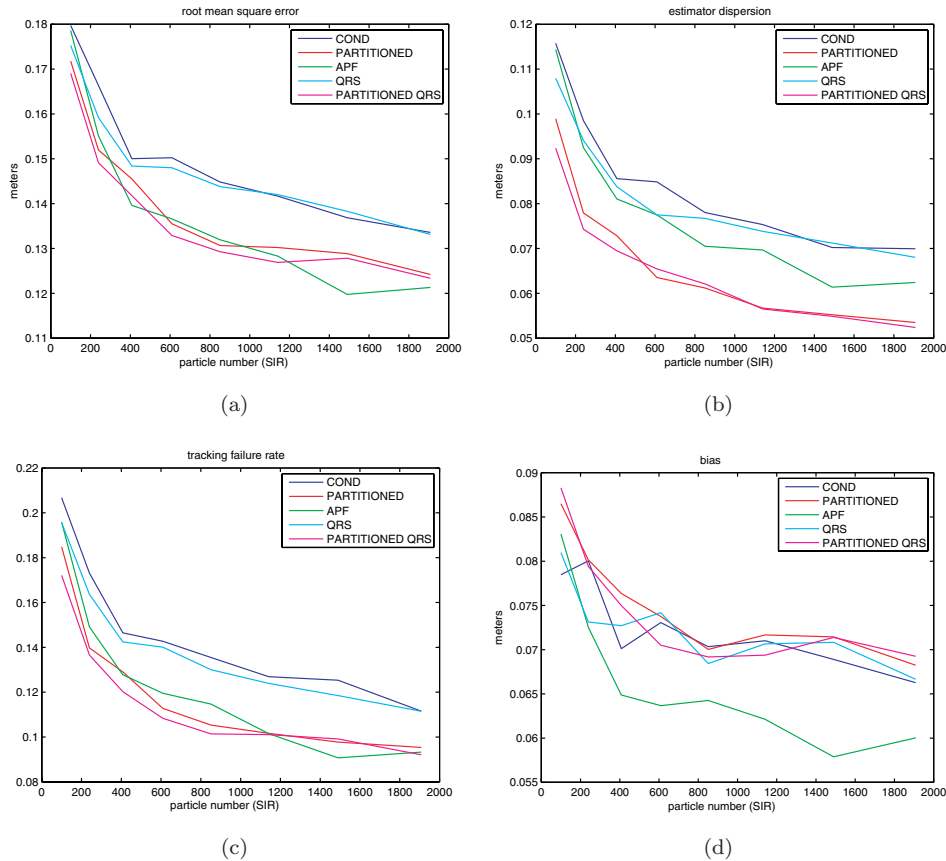 root mean square error
0.18
0.17
0.16
0.15
0.14
0.13
0.12
0.11
meters
COND
PARTITIONED
APF
QRS
PARTITIONED QRS
0 200 400 600 800 1000 1200 1400 1600 1800 2000
particle number (SIR)
(a)
estimator dispersion
0.12
0.11
0.1
0.09
0.08
0.07
0.06
0.05
meters
COND
PARTITIONED
APF
QRS
PARTITIONED QRS
0 200 400 600 800 1000 1200 1400 1600 1800 2000
particle number (SIR)
(b)
tracking failure rate
0.22
0.2
0.18
0.16
0.14
0.12
0.1
0.08
COND
PARTITIONED
APF
QRS
PARTITIONED QRS
0 200 400 600 800 1000 1200 1400 1600 1800 2000
particle number (SIR)
(c)
bias
0.09
0.085
0.08
0.075
0.07
0.065
0.06
0.055
meters
COND
PARTITIONED
APF
QRS
PARTITIONED QRS
0 200 400 600 800 1000 1200 1400 1600 1800 2000
particle number (SIR)
(d)